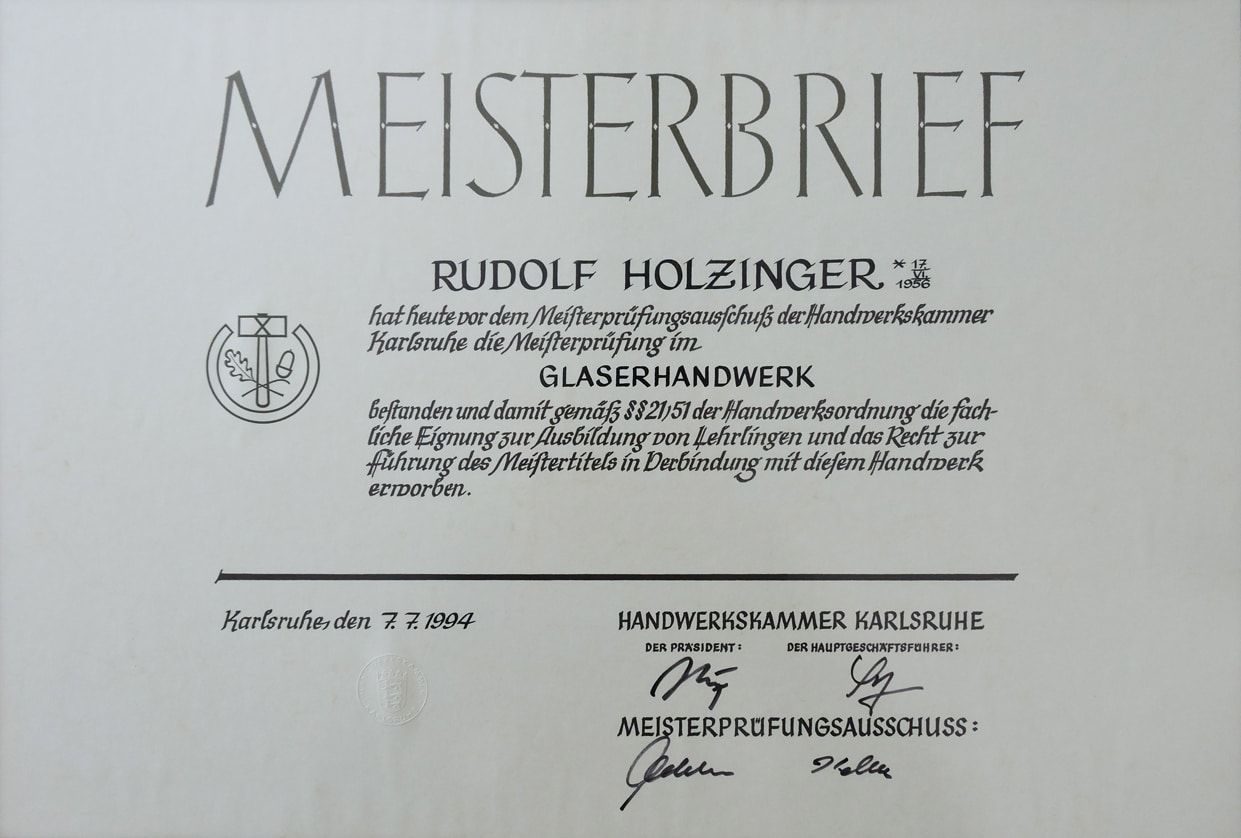 MEISTERBRIEF
RUDOLF HOLZINGER * 17
VI.
1956
hat heute vor dem Meisterprüfungsausschuß der Handwerkskammer
Karlsruhe die Meisterprüfung im
GLASERHANDWERK
bestanden und damit gemäß §§ 21,51 der Handwerksordnung die fach-
liche Eignung zur Ausbildung von Lehrlingen und das Recht zur
Führung des Meistertitels in Verbindung mit diesem Handwerk
erworben.
Karlsruhe, den 7. 7. 1994
HANDWERKSKAMMER KARLSRUHE
DER PRÄSIDENT: DER HAUPTGESCHÄFTSFÜHRER:
MEISTERPRÜFUNGSAUSSCHUSS: